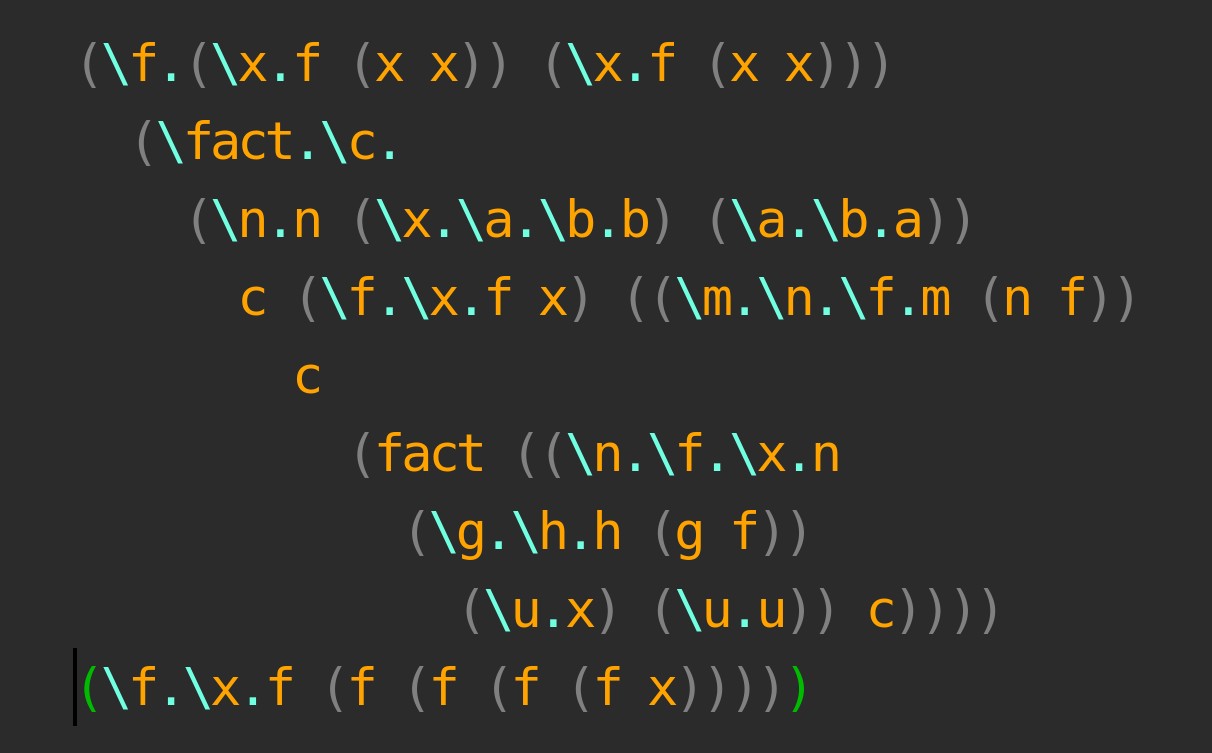 (\f.(\x.f (x x)) (\x.f (x x)))
(\fact.\c.
(\n.n (\x.\a.\b.b) (\a.\b.a))
c (\f.\x.f x) ((\m.\n.\f.m (n f))
c
(fact ((\n.\f.\x.n
(\g.\h.h (g f))
(\u.x) (\u.u)) c))))
(\f.\x.f (f (f (f (f x)))))